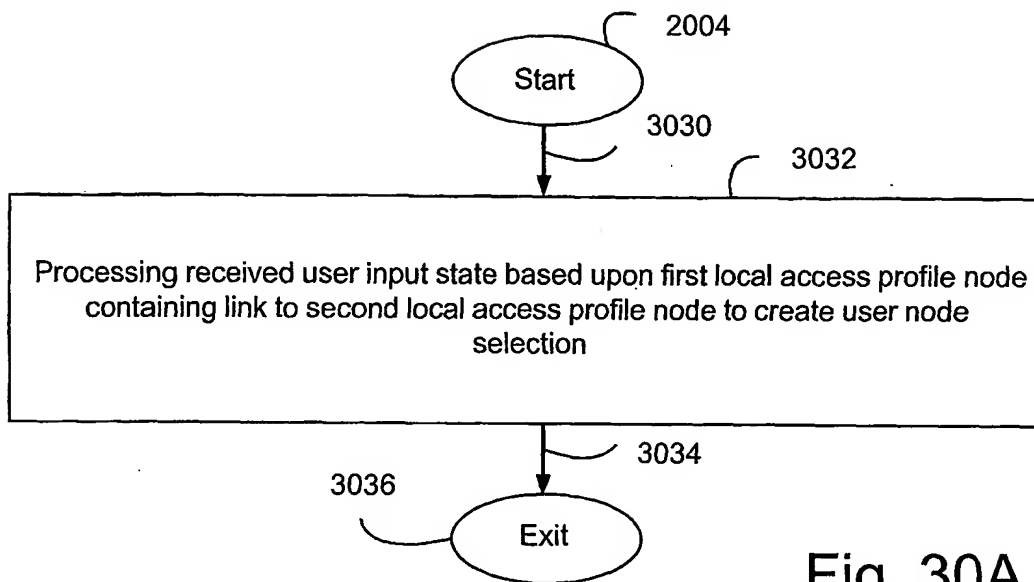 2004
Start
3030
3032
Processing received user input state based upon first local access profile node
containing link to second local access profile node to create user node
selection
3034
3036
Exit
Fig. 30A